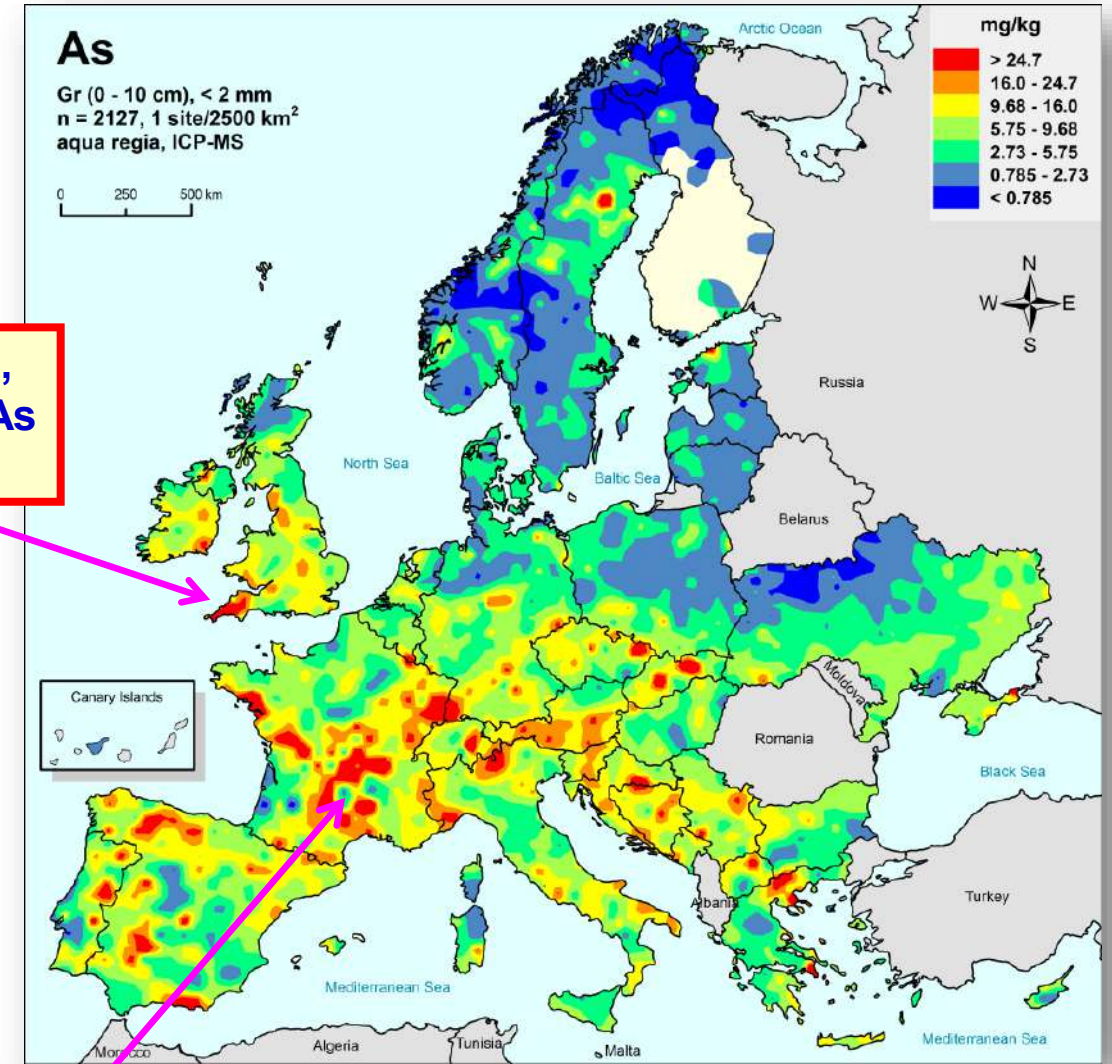 As
Gr (0 - 10 cm), < 2 mm
n = 2127, 1 site/2500 km²
aqua regia, ICP-MS
0 250 500 km
mg/kg
> 24.7
16.0 - 24.7
9.68 - 16.0
5.75 - 9.68
2.73 - 5.75
0.785 - 2.73
< 0.785
N
W E
S
Arctic Ocean
,
As
Russia
North Sea
Baltic Sea
Belarus
Canary Islands
Moldova
Romania
Black Sea
Albania
Turkey
Mediterranean Sea
Morocco
Algeria
Tunisia
Malta
Mediterranean Sea